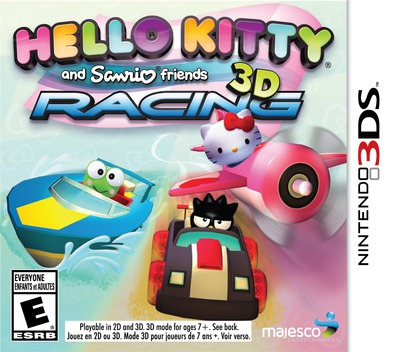 HELLO KITTY®
and Sanrio® friends
3D
RACING
NINTENDO 3DS™
EVERYONE
ENFANTS et ADULTES
E
ESRB
Playable in 2D and 3D. 3D mode for ages 7+. See back.
Jouez en 2D ou 3D. Mode 3D pour joueurs de 7 ans +. Voir verso.
majesco
entertainment